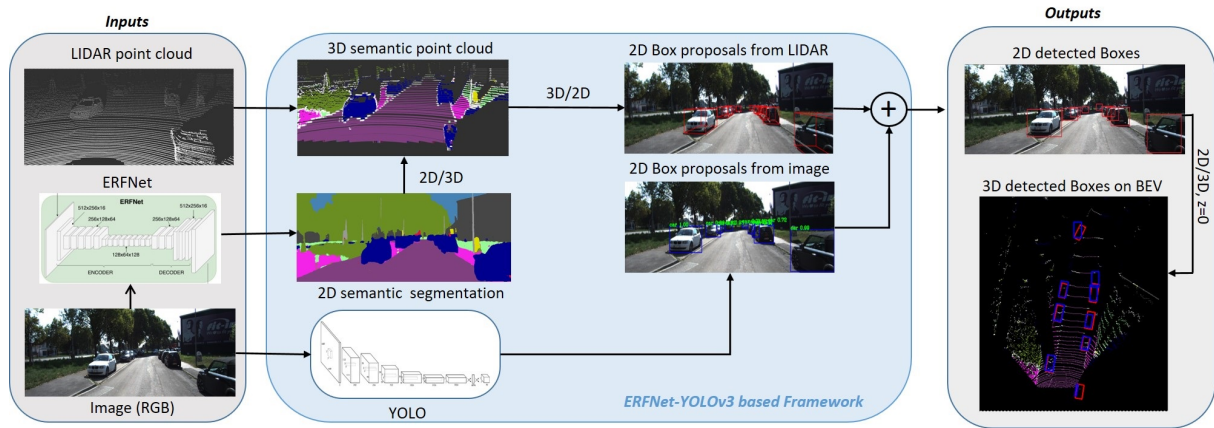 Inputs
LIDAR point cloud
ERFNet
ERFNet
512x256x16
256x128x64
128x64x128
256x128x64
512x256x16
ENCODER
DECODER
Image (RGB)
3D semantic point cloud
2D/3D
2D semantic segmentation
YOLO
3D/2D
2D Box proposals from LIDAR
2D Box proposals from image
+
ERFNet-YOLOv3 based Framework
Outputs
2D detected Boxes
2D/3D, z=0
3D detected Boxes on BEV